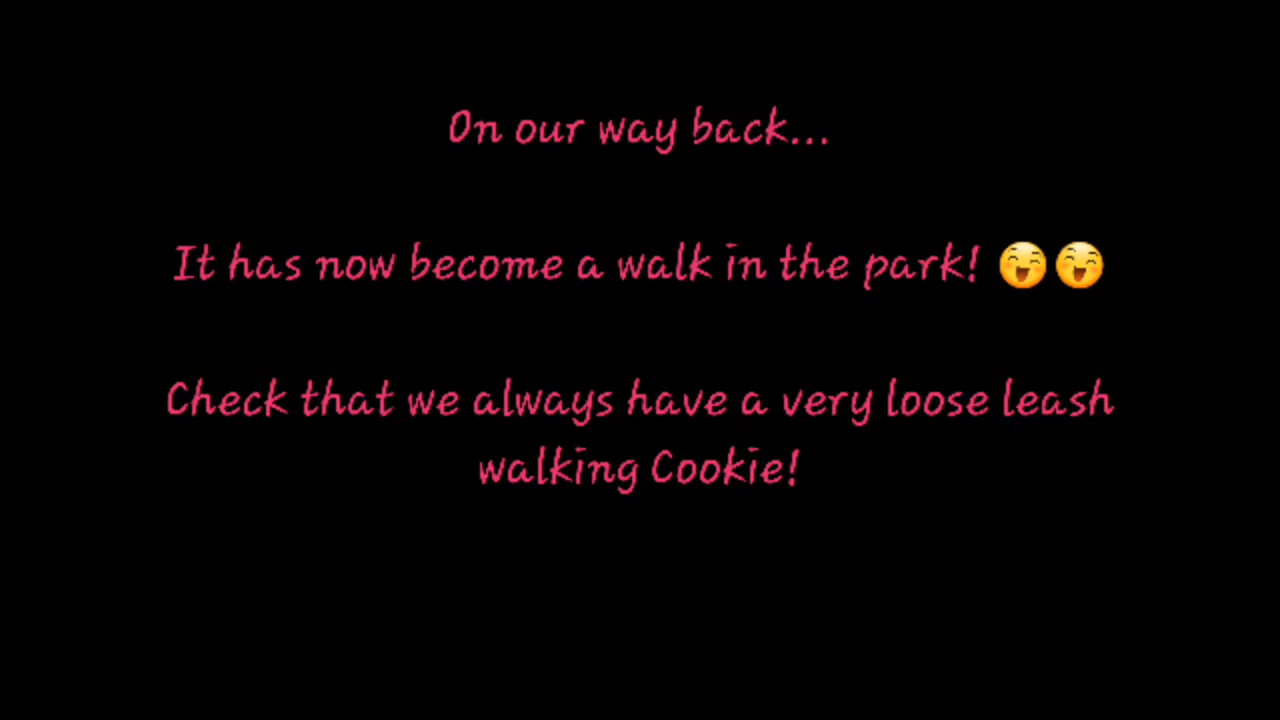 On our way back...
It has now become a walk in the park! 😄😄
Check that we always have a very loose leash
walking Cookie!